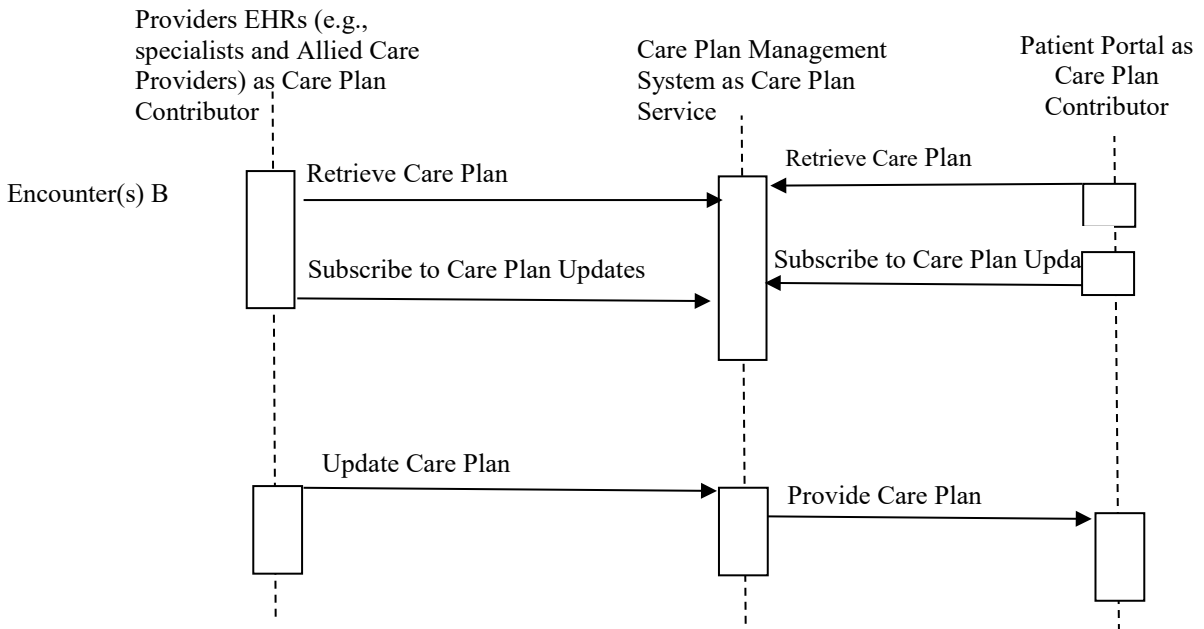 Providers EHRs (e.g.,
specialists and Allied Care
Providers) as Care Plan
Contributor
Care Plan Management
System as Care Plan
Service
Patient Portal as
Care Plan
Contributor
Encounter(s) B
Retrieve Care Plan
Retrieve Care Plan
Subscribe to Care Plan Updates
Subscribe to Care Plan Upda
Update Care Plan
Provide Care Plan